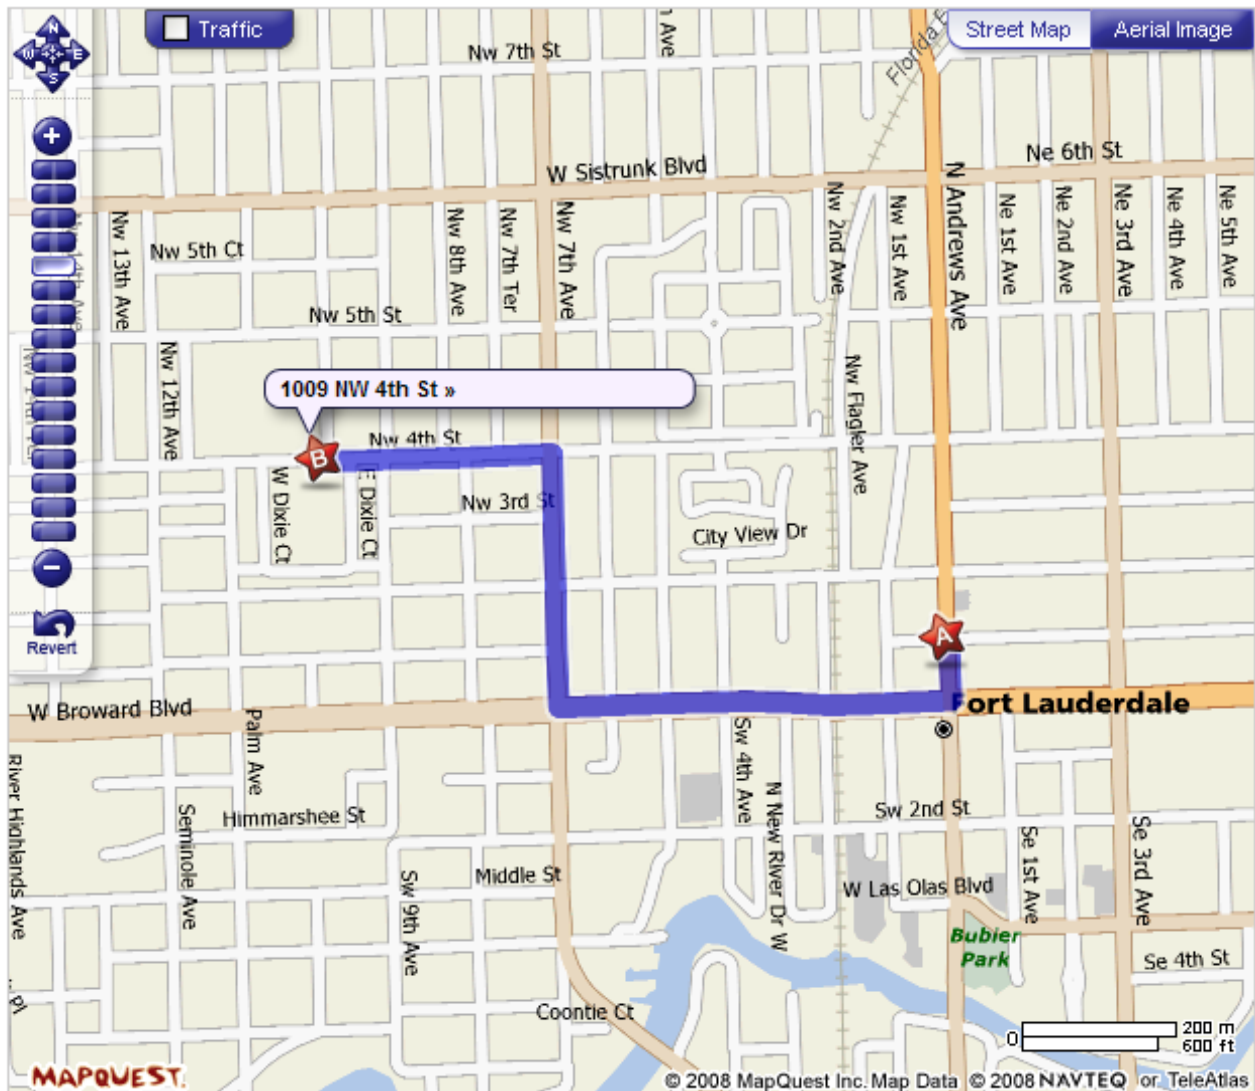 N
W
E
S
Traffic
Street Map
Aerial Image
Nw 7th St
Ave
Florida E
Ne 6th St
W Sistrunk Blvd
N Andrews Ave
Nw 13th Ave
Nw 5th Ct
Nw 8th Ave
Nw 7th Ter
Nw 7th Ave
Nw 2nd Ave
Nw 1st Ave
Ne 1st Ave
Ne 2nd Ave
Ne 3rd Ave
Ne 4th Ave
Ne 5th Ave
Nw 5th St
Nw 12th Ave
Nw Flagler Ave
1009 NW 4th St »
Nw 4th St
B
W Dixie Ct
E Dixie Ct
Nw 3rd St
City View Dr
Revert
A
Fort Lauderdale
W Broward Blvd
Palm Ave
River Highlands Ave
Seminole Ave
Himmarshee St
Sw 4th Ave
N New River Dr W
Sw 2nd St
Se 1st Ave
Se 3rd Ave
Middle St
Sw 9th Ave
W Las Olas Blvd
Bubier
Park
Se 4th St
Pl
Coontie Ct
0
200 m
600 ft
MAPQUEST.
© 2008 MapQuest Inc. Map Data © 2008 NAVTEQ or TeleAtlas